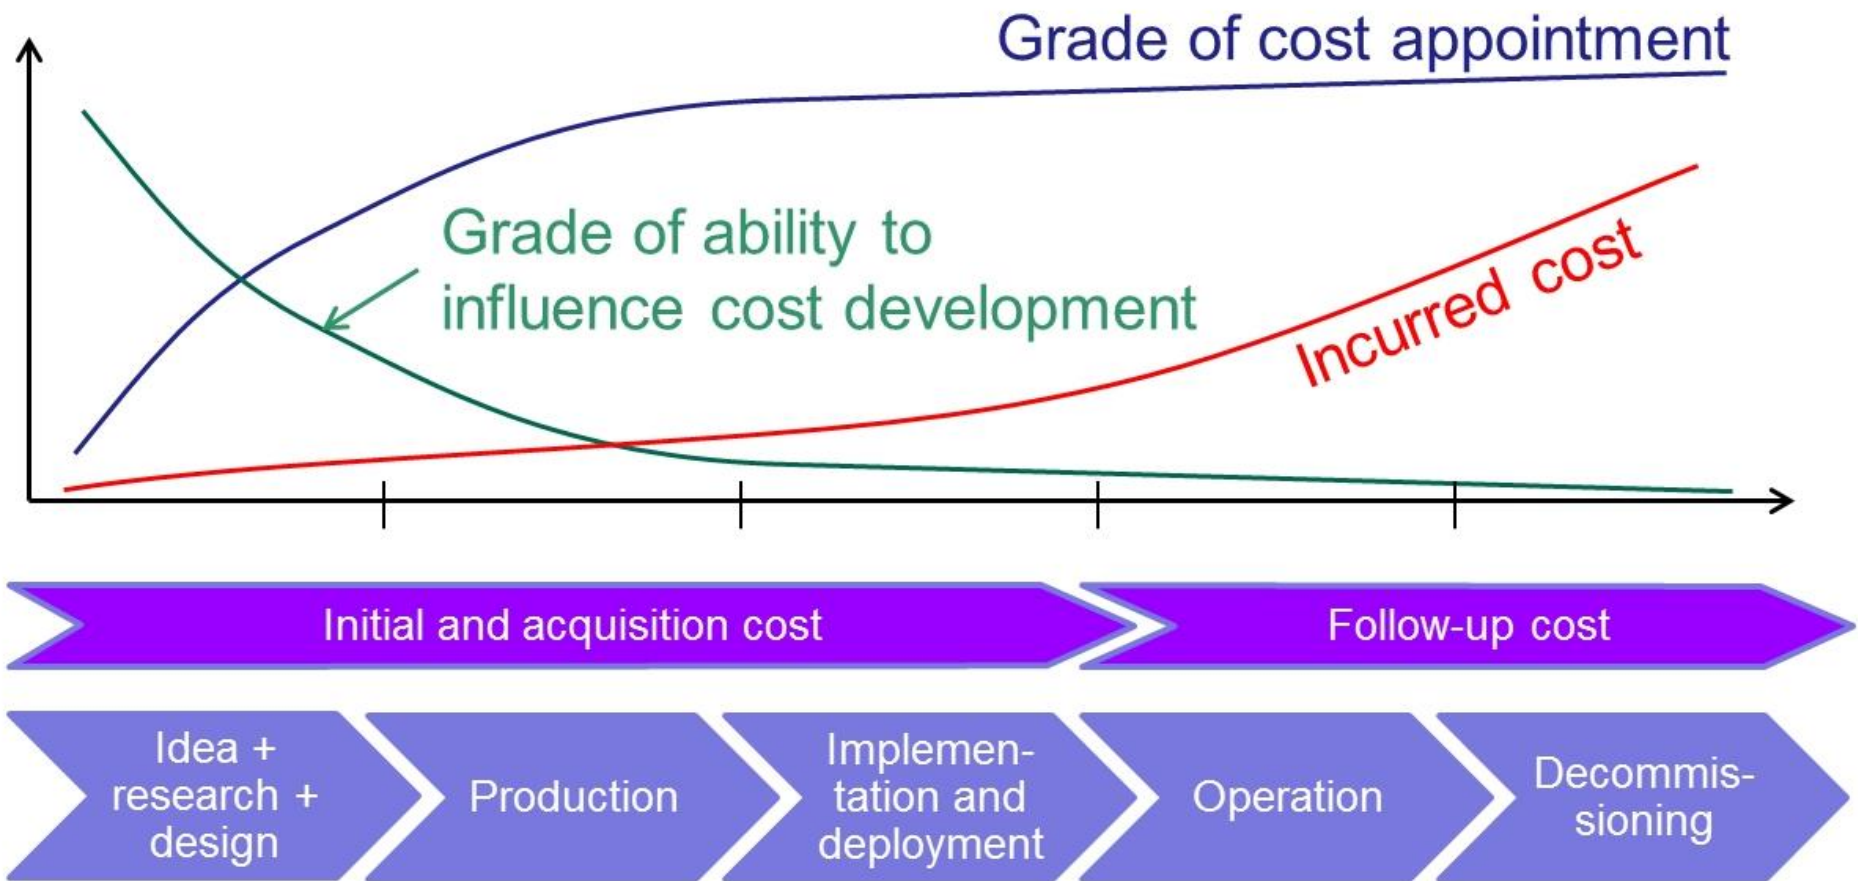 Grade of cost appointment
Grade of ability to
influence cost development
Incurred cost
Initial and acquisition cost
Follow-up cost
Idea +
research +
design
Production
Implemen-
tation and
deployment
Operation
Decommis-
sioning